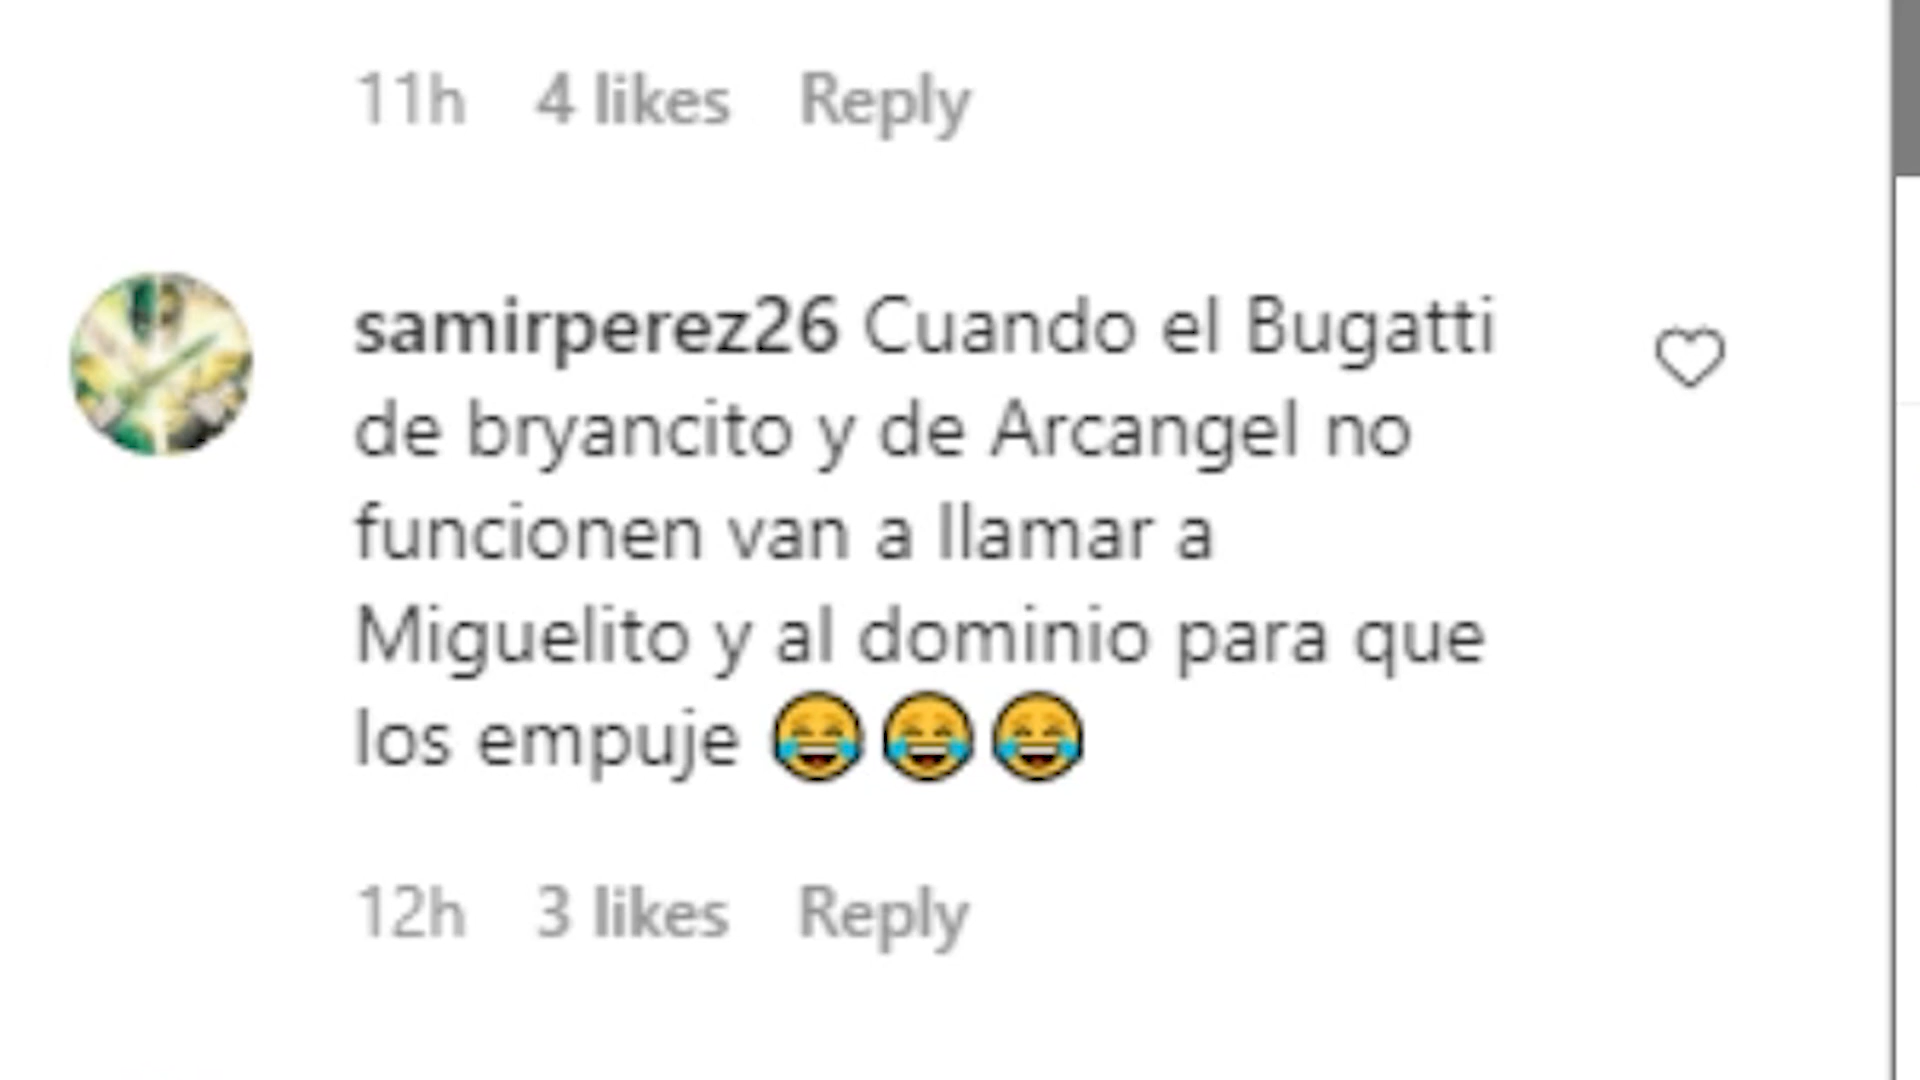 11h 4 likes Reply
samirperez26 Cuando el Bugatti
de bryancito y de Arcangel no
funcionen van a llamar a
Miguelito y al dominio para que
los empuje 😂😂😂
12h 3 likes Reply